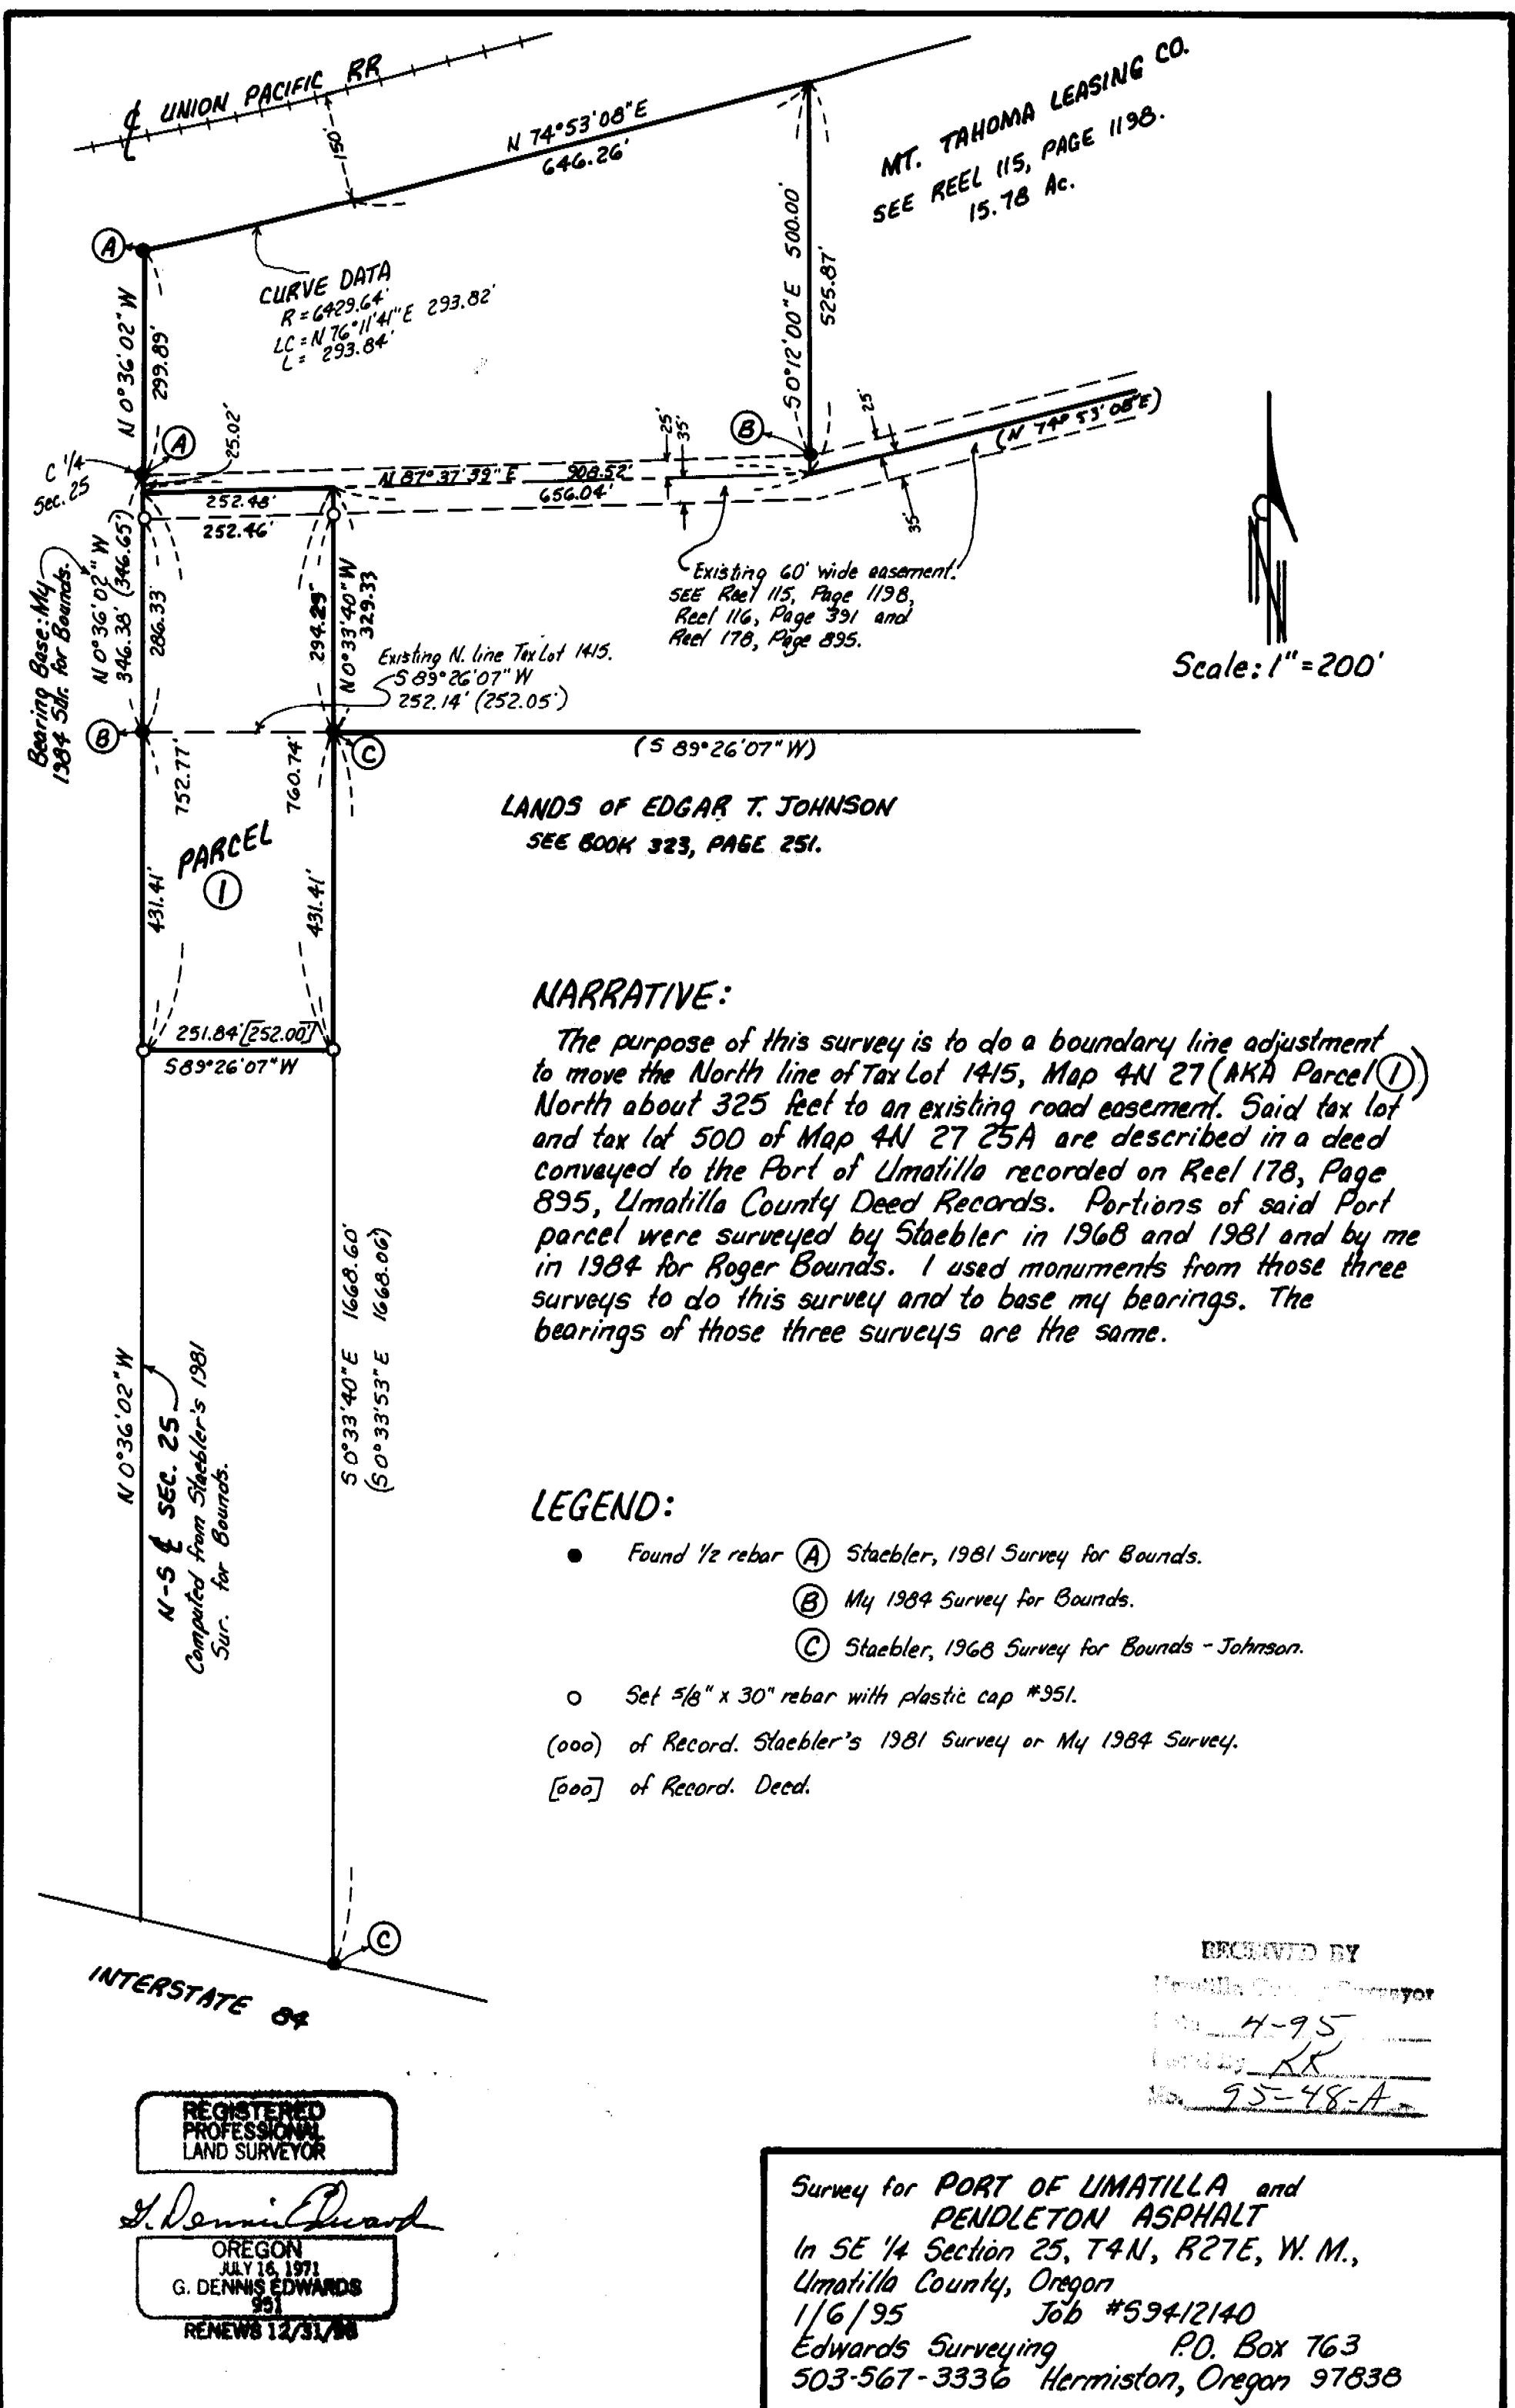 ℄ UNION PACIFIC RR
150'
N 74°53'08"E
646.26'
MT. TAHOMA LEASING CO.
SEE REEL 115, PAGE 1198.
15.78 Ac.
A
CURVE DATA
R = 6429.64'
LC = N 76°11'41"E 293.82'
L = 293.84'
N 0°36'02" W
299.89'
S 0°12'00"E 500.00'
525.87'
A
25.02'
C 1/4
Sec. 25
B
25'
35'
25'
(N 74° 53' 08"E)
35'
N 87° 37' 39" E 908.52'
656.04'
252.48'
252.46'
Bearing Base: My
1984 Sur. for Bounds.
N 0°36'02" W
346.38' (346.65')
286.33'
294.29'
N 0°33'40" W
329.33
Existing 60' wide easement.
SEE Reel 115, Page 1198,
Reel 116, Page 391 and
Reel 178, Page 895.
Scale: 1" = 200'
Existing N. line Tax Lot 1415.
S 89°26'07" W
252.14' (252.05')
B
C
(S 89°26'07" W)
752.77'
760.74'
LANDS OF EDGAR T. JOHNSON
SEE BOOK 323, PAGE 251.
PARCEL
1
431.41'
431.41'
251.84' [252.00']
S89°26'07" W
NARRATIVE:
The purpose of this survey is to do a boundary line adjustment
to move the North line of Tax Lot 1415, Map 4N 27 (AKA Parcel 1)
North about 325 feet to an existing road easement. Said tax lot
and tax lot 500 of Map 4N 27 25A are described in a deed
conveyed to the Port of Umatilla recorded on Reel 178, Page
895, Umatilla County Deed Records. Portions of said Port
parcel were surveyed by Staebler in 1968 and 1981 and by me
in 1984 for Roger Bounds. I used monuments from those three
surveys to do this survey and to base my bearings. The
bearings of those three surveys are the same.
N 0°36'02" W
N-S ℄ SEC. 25
Computed from Staebler's 1981
Sur. for Bounds.
S 0°33'40"E 1668.60'
(S 0°33'53"E 1668.06')
LEGEND:
● Found 1/2 rebar A Staebler, 1981 Survey for Bounds.
B My 1984 Survey for Bounds.
C Staebler, 1968 Survey for Bounds - Johnson.
○ Set 5/8" x 30" rebar with plastic cap #951.
(000) of Record. Staebler's 1981 Survey or My 1984 Survey.
[000] of Record. Deed.
C
INTERSTATE 84
RECEIVED BY
Umatilla County Surveyor
4-95
KK
No. 95-48-A
REGISTERED
PROFESSIONAL
LAND SURVEYOR
G. Dennis Edwards
OREGON
JULY 16, 1971
G. DENNIS EDWARDS
951
RENEWS 12/31/
Survey for PORT OF UMATILLA and
PENDLETON ASPHALT
In SE 1/4 Section 25, T4N, R27E, W. M.,
Umatilla County, Oregon
1/6/95 Job #59412140
Edwards Surveying P.O. Box 763
503-567-3336 Hermiston, Oregon 97838